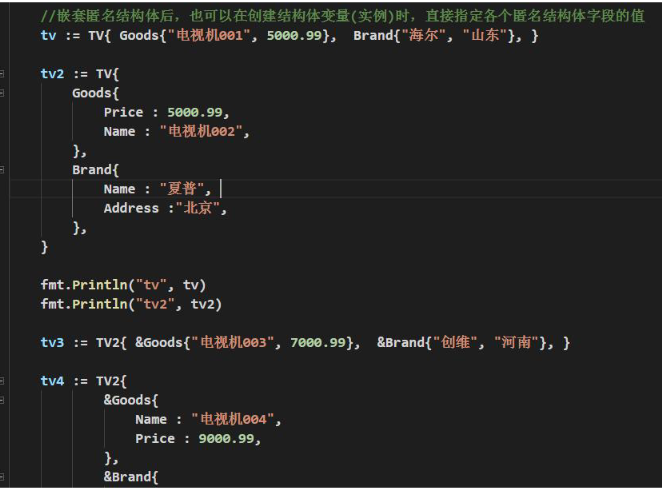 //嵌套匿名结构体后，也可以在创建结构体变量(实例)时，直接指定各个匿名结构体字段的值
tv := TV{ Goods{"电视机001", 5000.99},  Brand{"海尔", "山东"}, }
tv2 := TV{
Goods{
Price : 5000.99,
Name : "电视机002",
},
Brand{
Name : "夏普",
Address :"北京",
},
}
fmt.Println("tv", tv)
fmt.Println("tv2", tv2)
tv3 := TV2{ &Goods{"电视机003", 7000.99},  &Brand{"创维", "河南"}, }
tv4 := TV2{
&Goods{
Name : "电视机004",
Price : 9000.99,
},
&Brand{